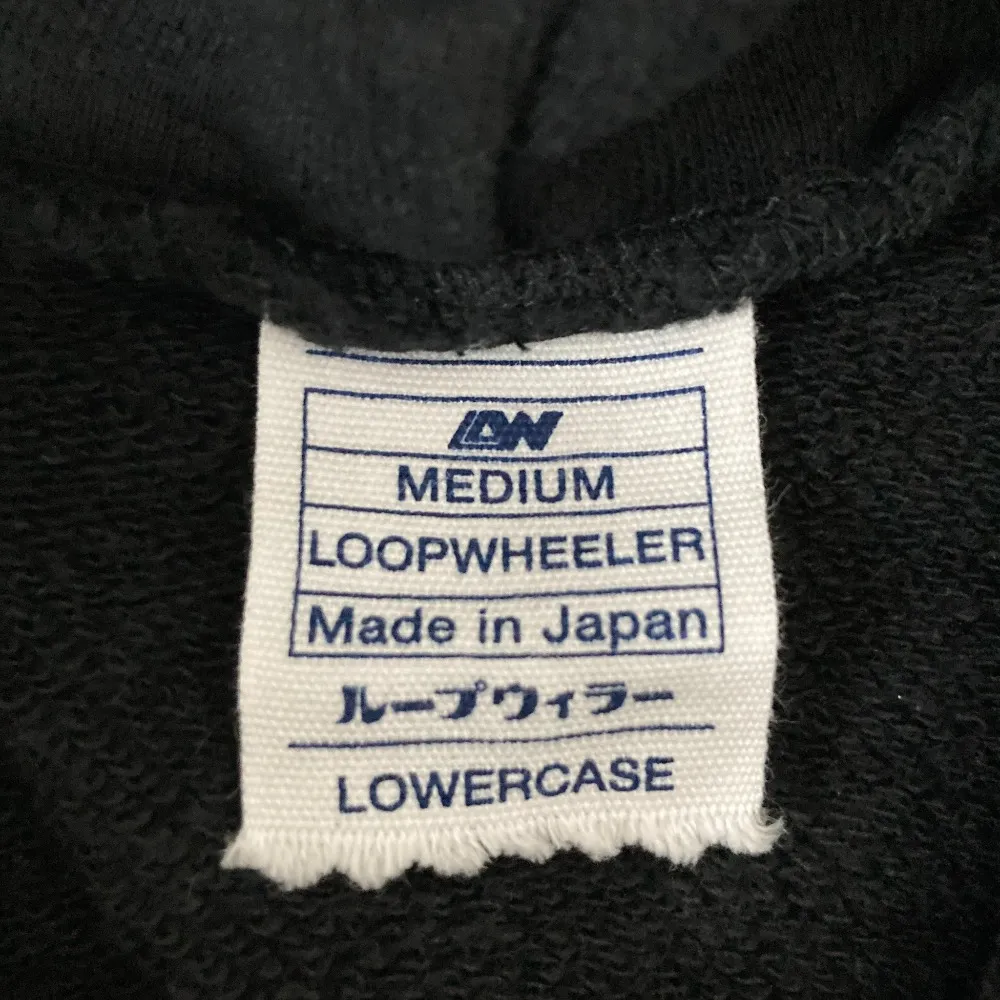 LW
MEDIUM
LOOPWHEELER
Made in Japan
ループウィラー
LOWERCASE